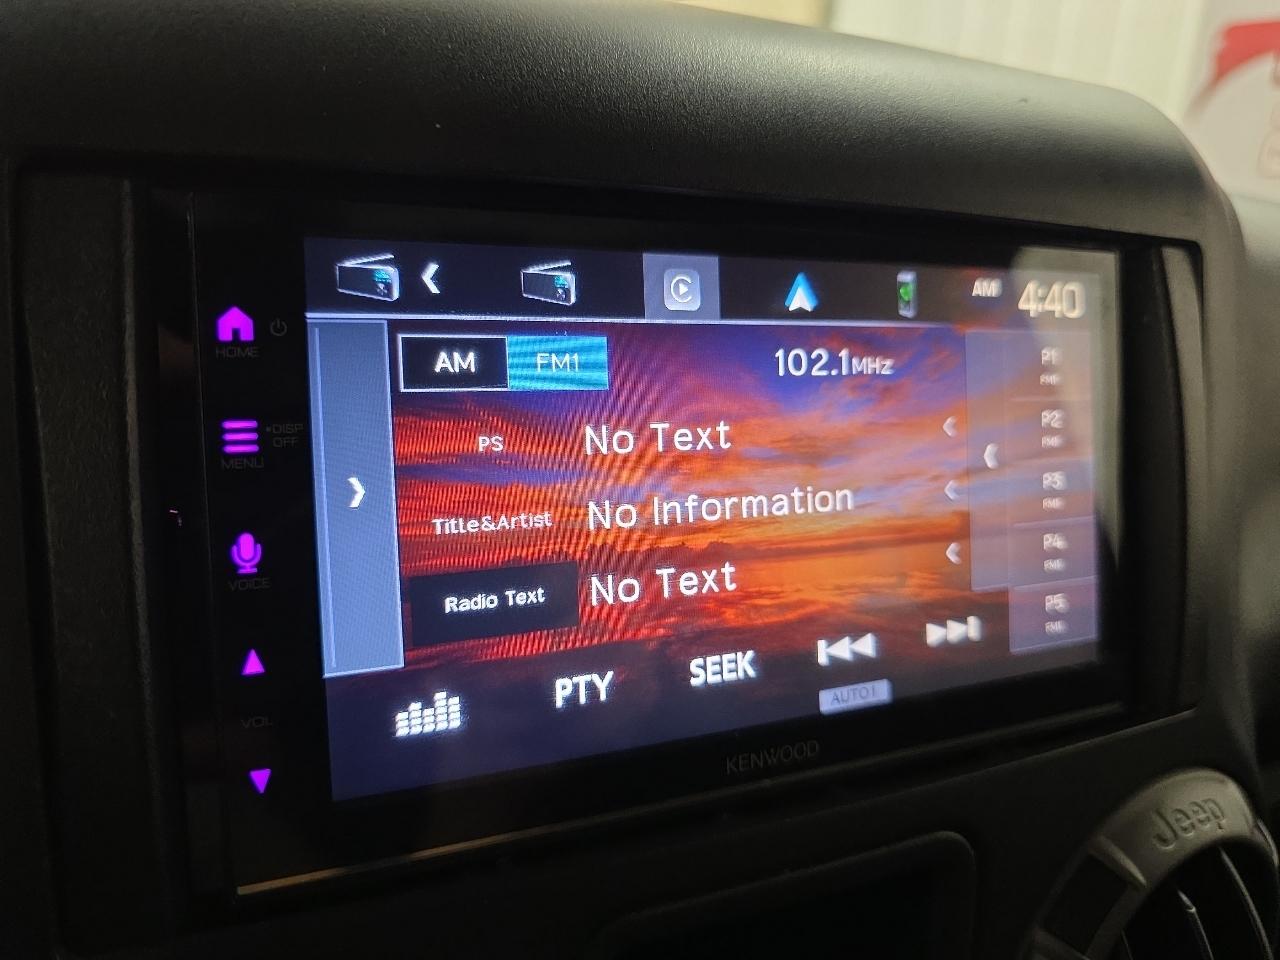 AM 4:40
AM FM1 102.1MHz
HOME
PS No Text
DISP
OFF
MENU
Title&Artist No Information
VOICE
Radio Text No Text
P1
P2
P3
P4
P5
PTY SEEK
AUTO1
VOL
KENWOOD
Jeep